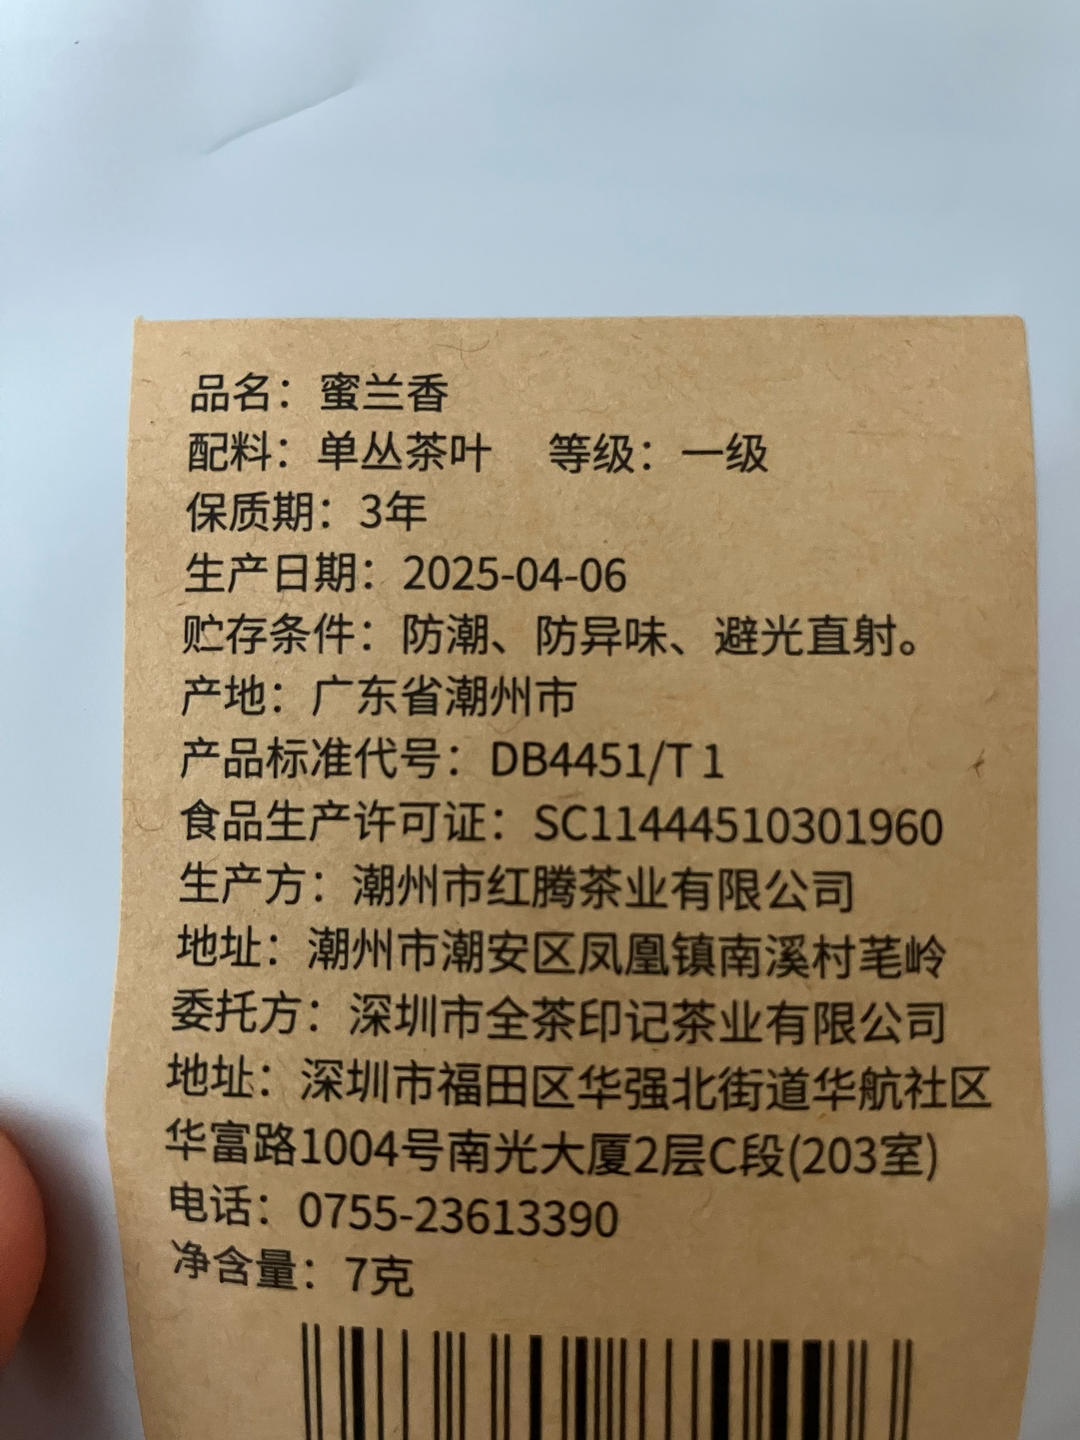 品名：蜜兰香
配料：单丛茶叶 等级：一级
保质期：3年
生产日期：2025-04-06
贮存条件：防潮、防异味、避光直射。
产地：广东省潮州市
产品标准代号：DB4451/T 1
食品生产许可证：SC11444510301960
生产方：潮州市红腾茶业有限公司
地址：潮州市潮安区凤凰镇南溪村芼岭
委托方：深圳市全茶印记茶业有限公司
地址：深圳市福田区华强北街道华航社区
华富路1004号南光大厦2层C段(203室)
电话：0755-23613390
净含量：7克